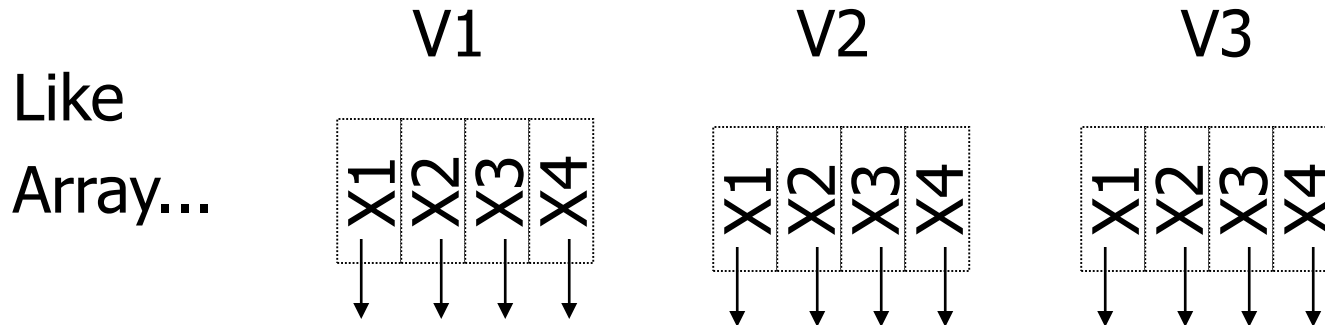 V1 V2 V3
Like
Array...
X1 X2 X3 X4 X1 X2 X3 X4 X1 X2 X3 X4